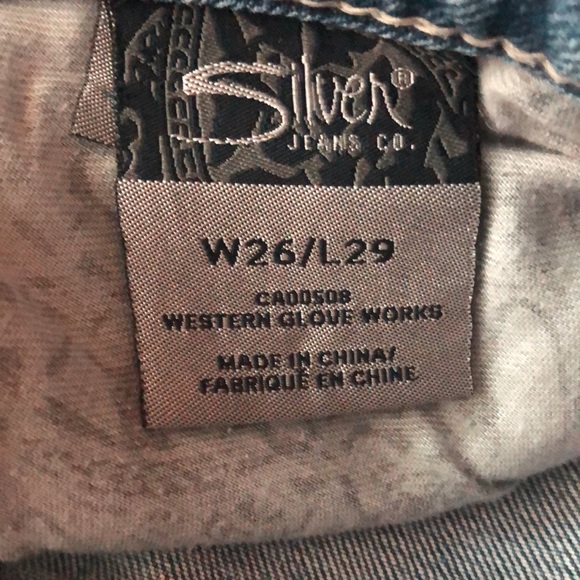 Silver®
JEANS CO.
W26/L29
CA00508
WESTERN GLOVE WORKS
MADE IN CHINA/
FABRIQUÉ EN CHINE